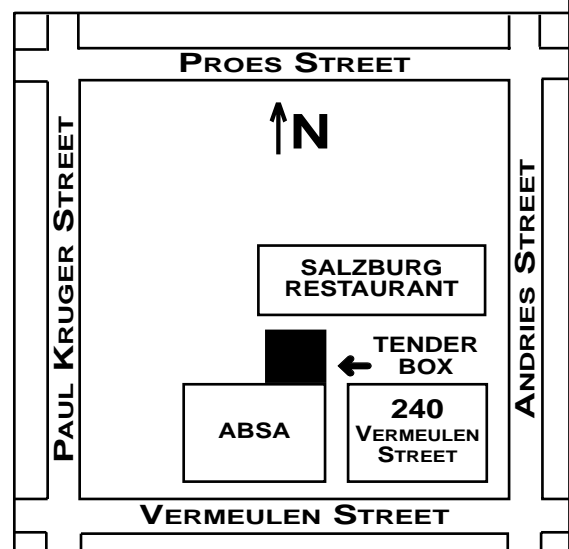 PROES STREET
N
PAUL KRUGER STREET
ANDRIES STREET
SALZBURG
RESTAURANT
TENDER
BOX
ABSA
240
VERMEULEN
STREET
VERMEULEN STREET